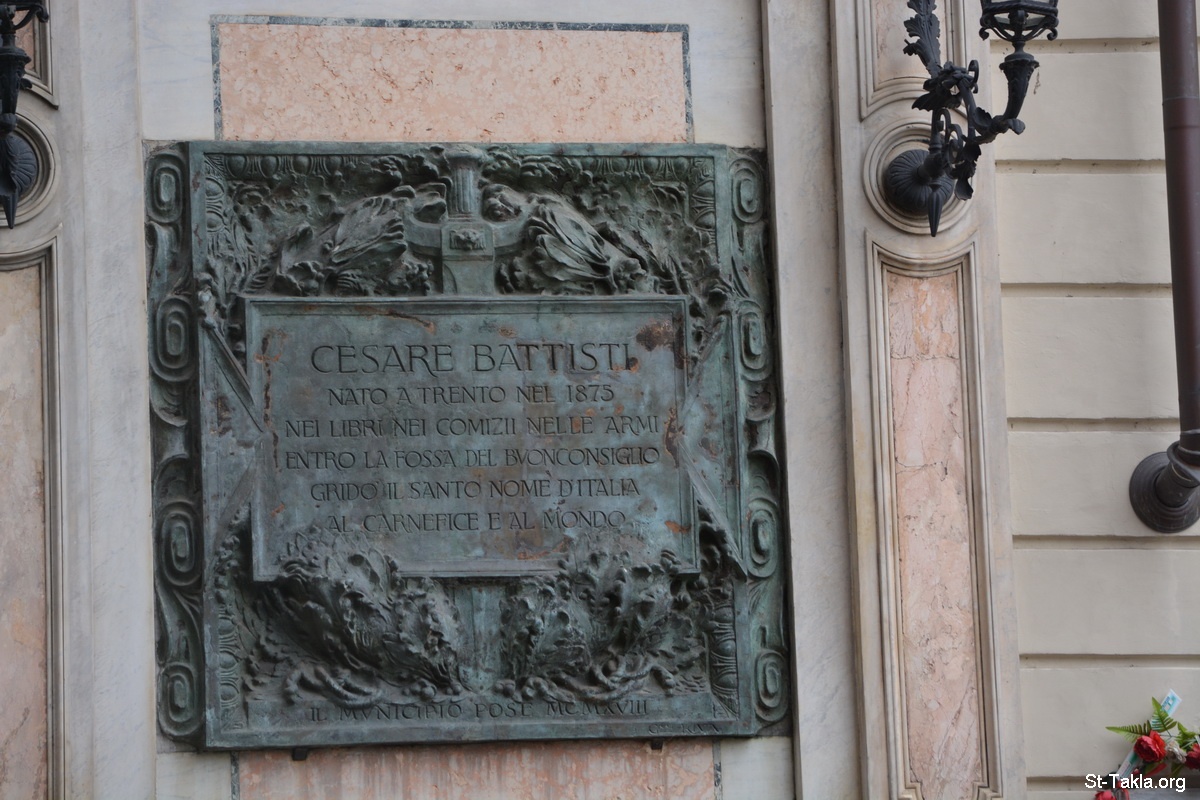 CESARE BATTISTI
NATO A TRENTO NEL 1875
NEI LIBRI NEI COMIZII NELLE ARMI
ENTRO LA FOSSA DEL BVONCONSIGLIO
GRIDO' IL SANTO NOME D'ITALIA
AL CARNEFICE E AL MONDO
IL MVNICIPIO POSE MCMXVIII
St-Takla.org